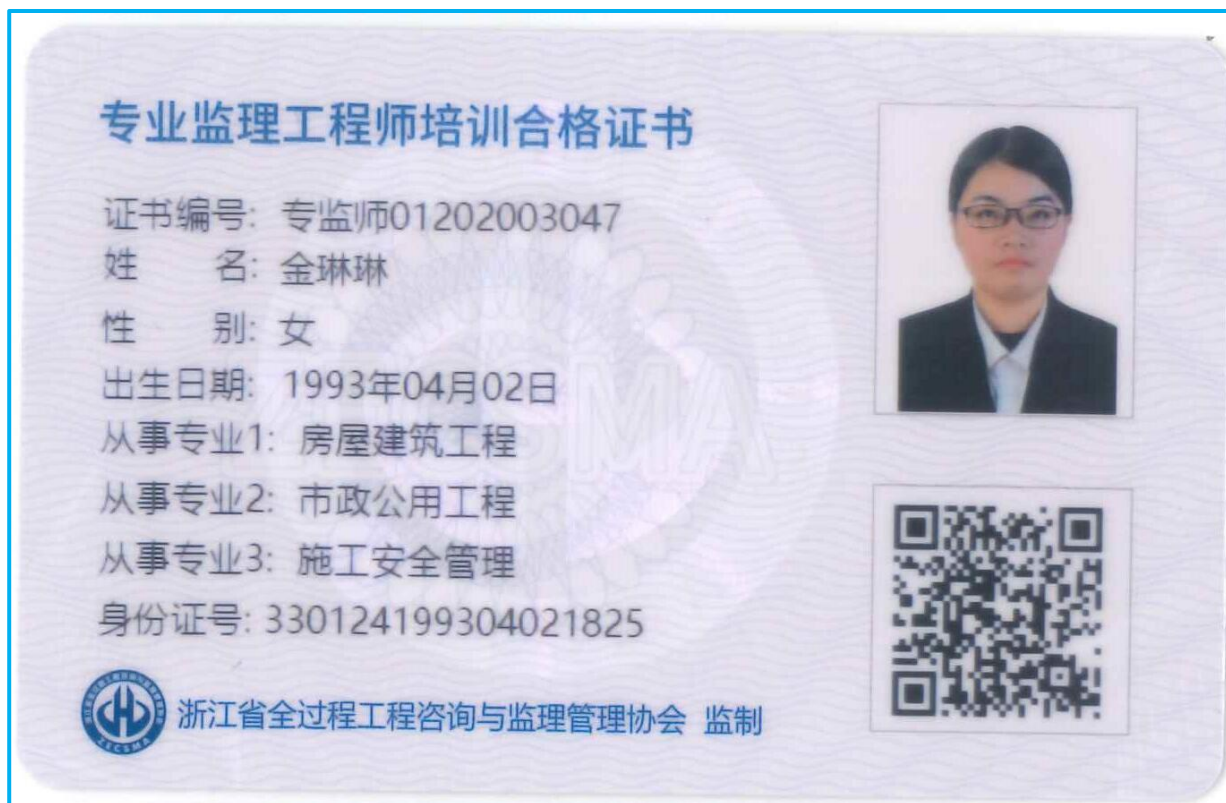 专业监理工程师培训合格证书
证书编号: 专监师01202003047
姓 名: 金琳琳
性 别: 女
出生日期: 1993年04月02日
从事专业1: 房屋建筑工程
从事专业2: 市政公用工程
从事专业3: 施工安全管理
身份证号: 330124199304021825
ZECSMA
浙江省全过程工程咨询与监理管理协会 监制